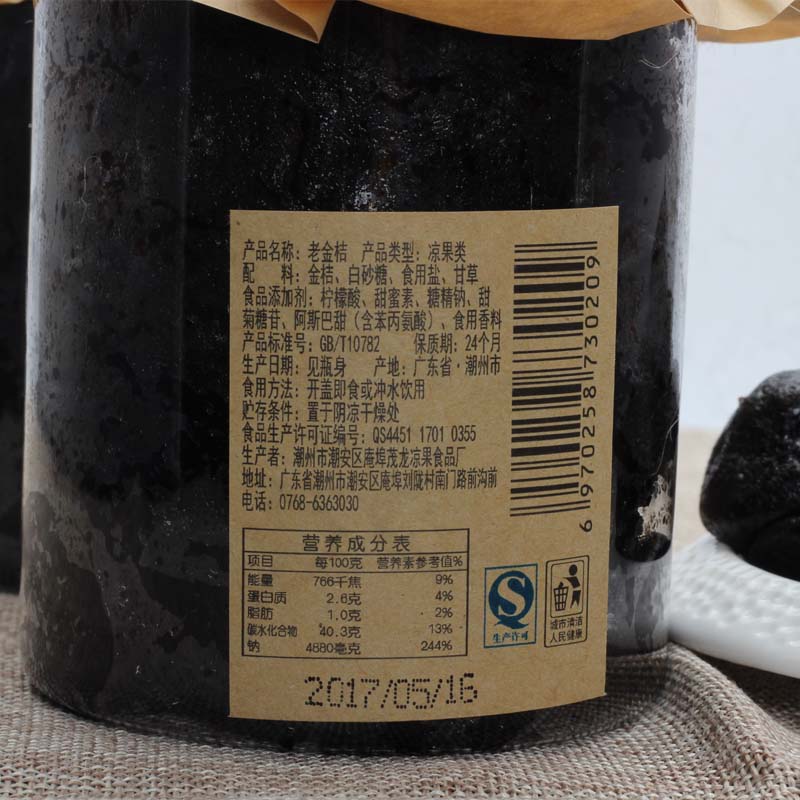 产品名称：老金桔 产品类型：凉果类
配 料：金桔、白砂糖、食用盐、甘草
食品添加剂：柠檬酸、甜蜜素、糖精钠、甜
菊糖苷、阿斯巴甜（含苯丙氨酸）、食用香料
产品标准号：GB/T10782 保质期：24个月
生产日期：见瓶身 产地：广东省·潮州市
食用方法：开盖即食或冲水饮用
贮存条件：置于阴凉干燥处
食品生产许可证编号：QS4451 1701 0355
生产者：潮州市潮安区庵埠茂龙凉果食品厂
地址：广东省潮州市潮安区庵埠刘陇村南门路前沟前
电话：0768-6363030
6970258730209
营养成分表
项目 每100克 营养素参考值%
能量 766千焦 9%
蛋白质 2.6克 4%
脂肪 1.0克 2%
碳水化合物 40.3克 13%
钠 4880毫克 244%
生产许可
城市清洁
人民健康
2017/05/16